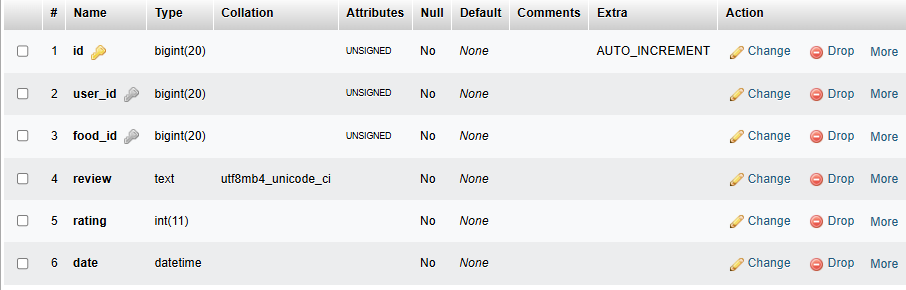 # Name Type Collation Attributes Null Default Comments Extra Action
1 id bigint(20) UNSIGNED No None AUTO_INCREMENT Change Drop More
2 user_id bigint(20) UNSIGNED No None Change Drop More
3 food_id bigint(20) UNSIGNED No None Change Drop More
4 review text utf8mb4_unicode_ci No None Change Drop More
5 rating int(11) No None Change Drop More
6 date datetime No None Change Drop More